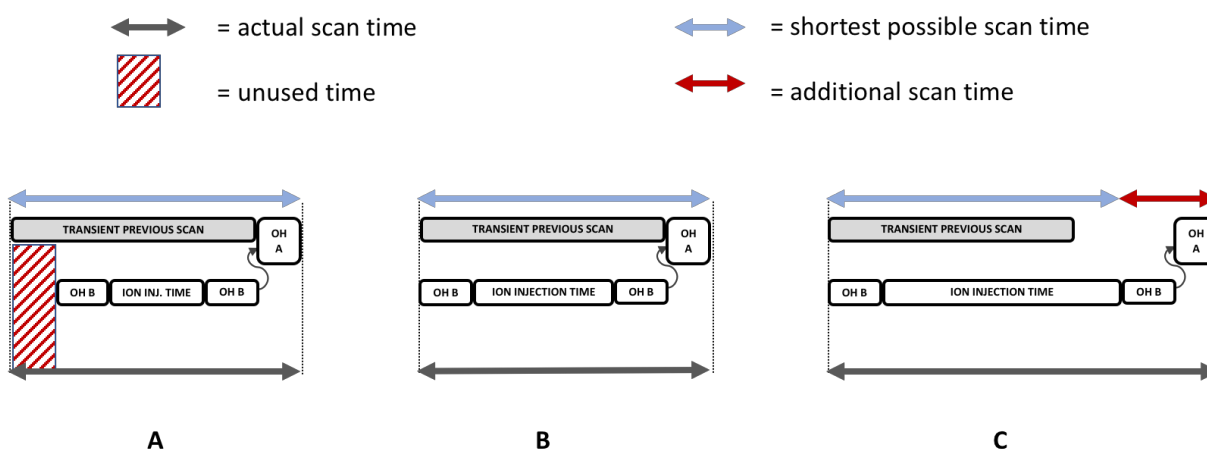 = actual scan time
= shortest possible scan time
= unused time
= additional scan time
TRANSIENT PREVIOUS SCAN
OH
A
OH B
ION INJ. TIME
OH B
TRANSIENT PREVIOUS SCAN
OH
A
OH B
ION INJECTION TIME
OH B
TRANSIENT PREVIOUS SCAN
OH
A
OH B
ION INJECTION TIME
OH B
A
B
C